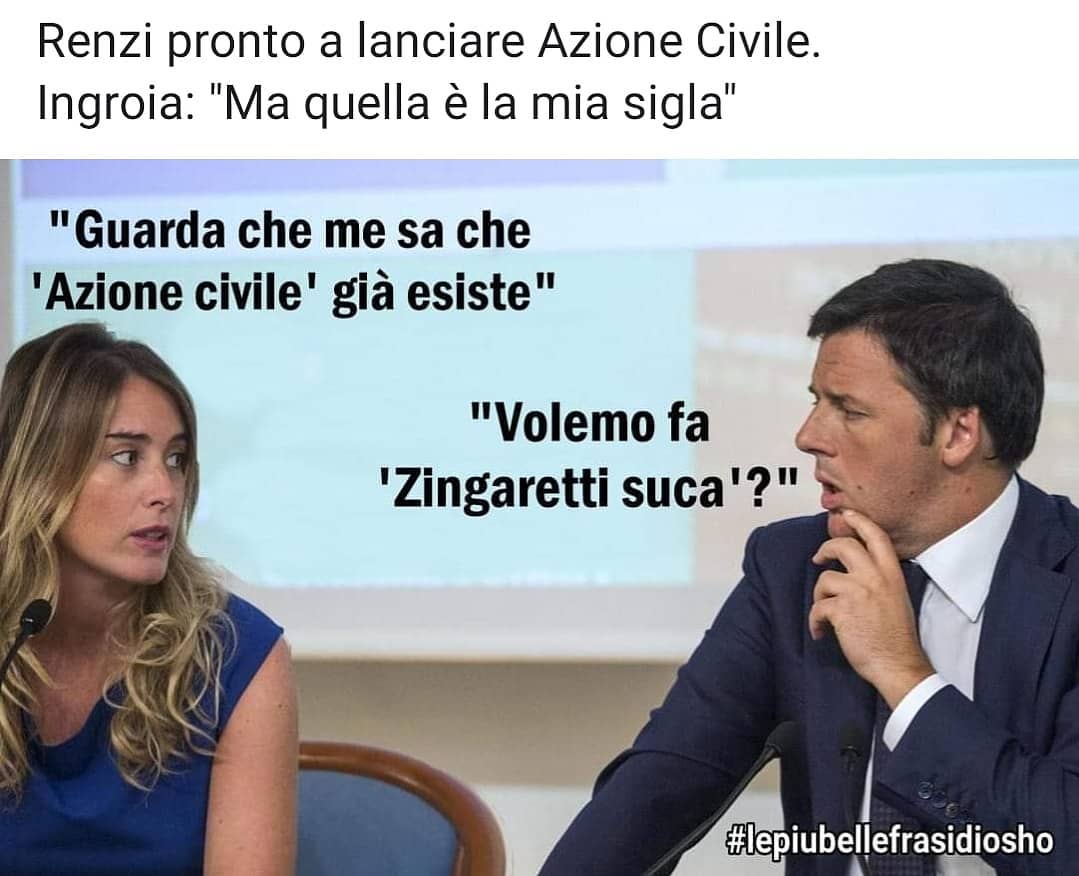 Renzi pronto a lanciare Azione Civile.
Ingroia: "Ma quella è la mia sigla"
"Guarda che me sa che
'Azione civile' già esiste"
"Volemo fa
'Zingaretti suca'?"
#lepiubellefrasidiosho